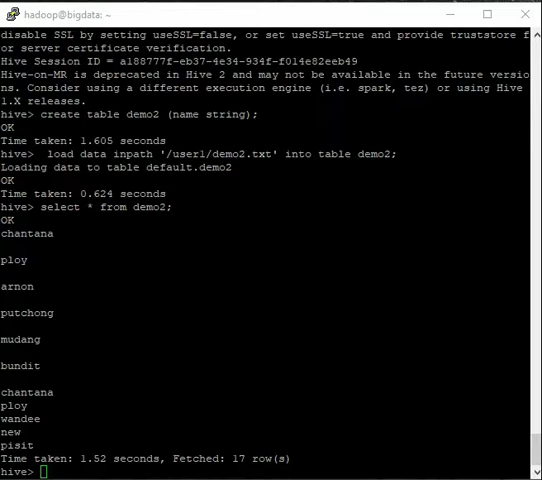 hadoop@bigdata: ~
disable SSL by setting useSSL=false, or set useSSL=true and provide truststore f
or server certificate verification.
Hive Session ID = a188777f-eb37-4e34-934f-f014e82eeb49
Hive-on-MR is deprecated in Hive 2 and may not be available in the future versio
ns. Consider using a different execution engine (i.e. spark, tez) or using Hive
1.X releases.
hive> create table demo2 (name string);
OK
Time taken: 1.605 seconds
hive>  load data inpath '/user1/demo2.txt' into table demo2;
Loading data to table default.demo2
OK
Time taken: 0.624 seconds
hive> select * from demo2;
OK
chantana
ploy
arnon
putchong
mudang
bundit
chantana
ploy
wandee
new
pisit
Time taken: 1.52 seconds, Fetched: 17 row(s)
hive>